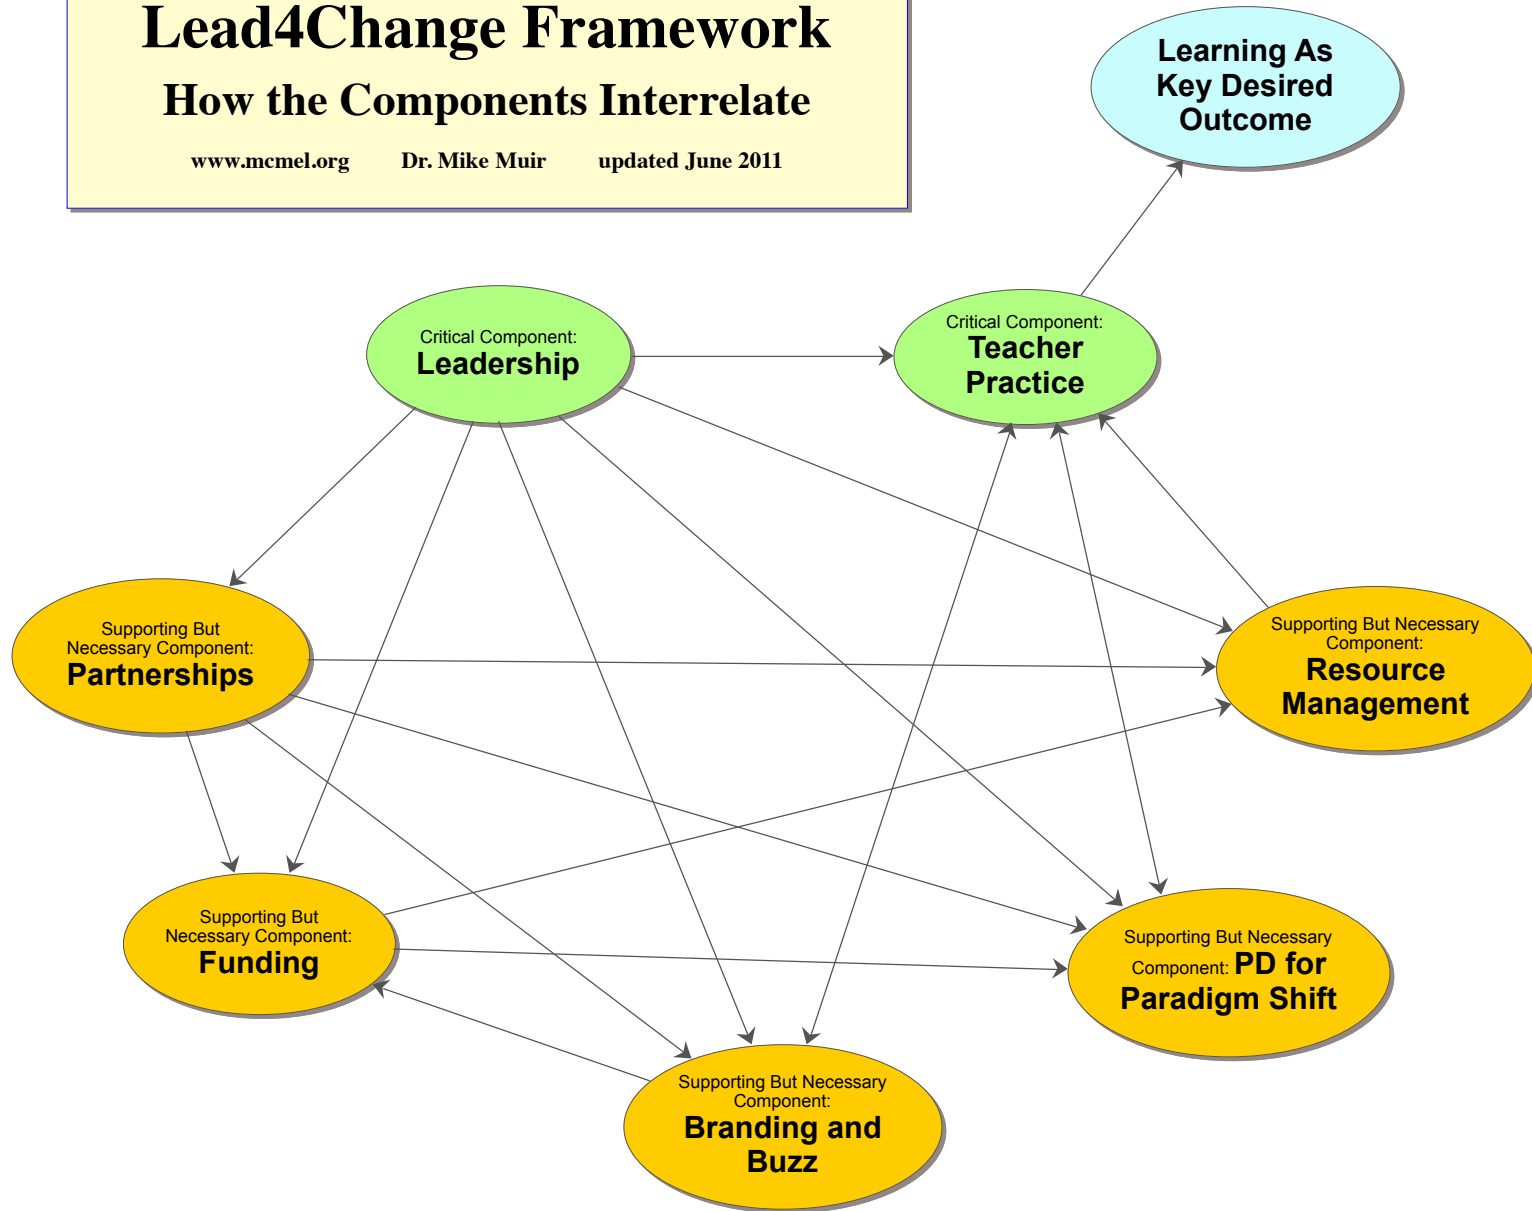 Lead4Change Framework
How the Components Interrelate
www.mcmel.org Dr. Mike Muir updated June 2011
Learning As
Key Desired
Outcome
Critical Component:
Leadership
Critical Component:
Teacher
Practice
Supporting But
Necessary Component:
Partnerships
Supporting But Necessary
Component:
Resource
Management
Supporting But
Necessary Component:
Funding
Supporting But Necessary
Component: PD for
Paradigm Shift
Supporting But Necessary
Component:
Branding and
Buzz